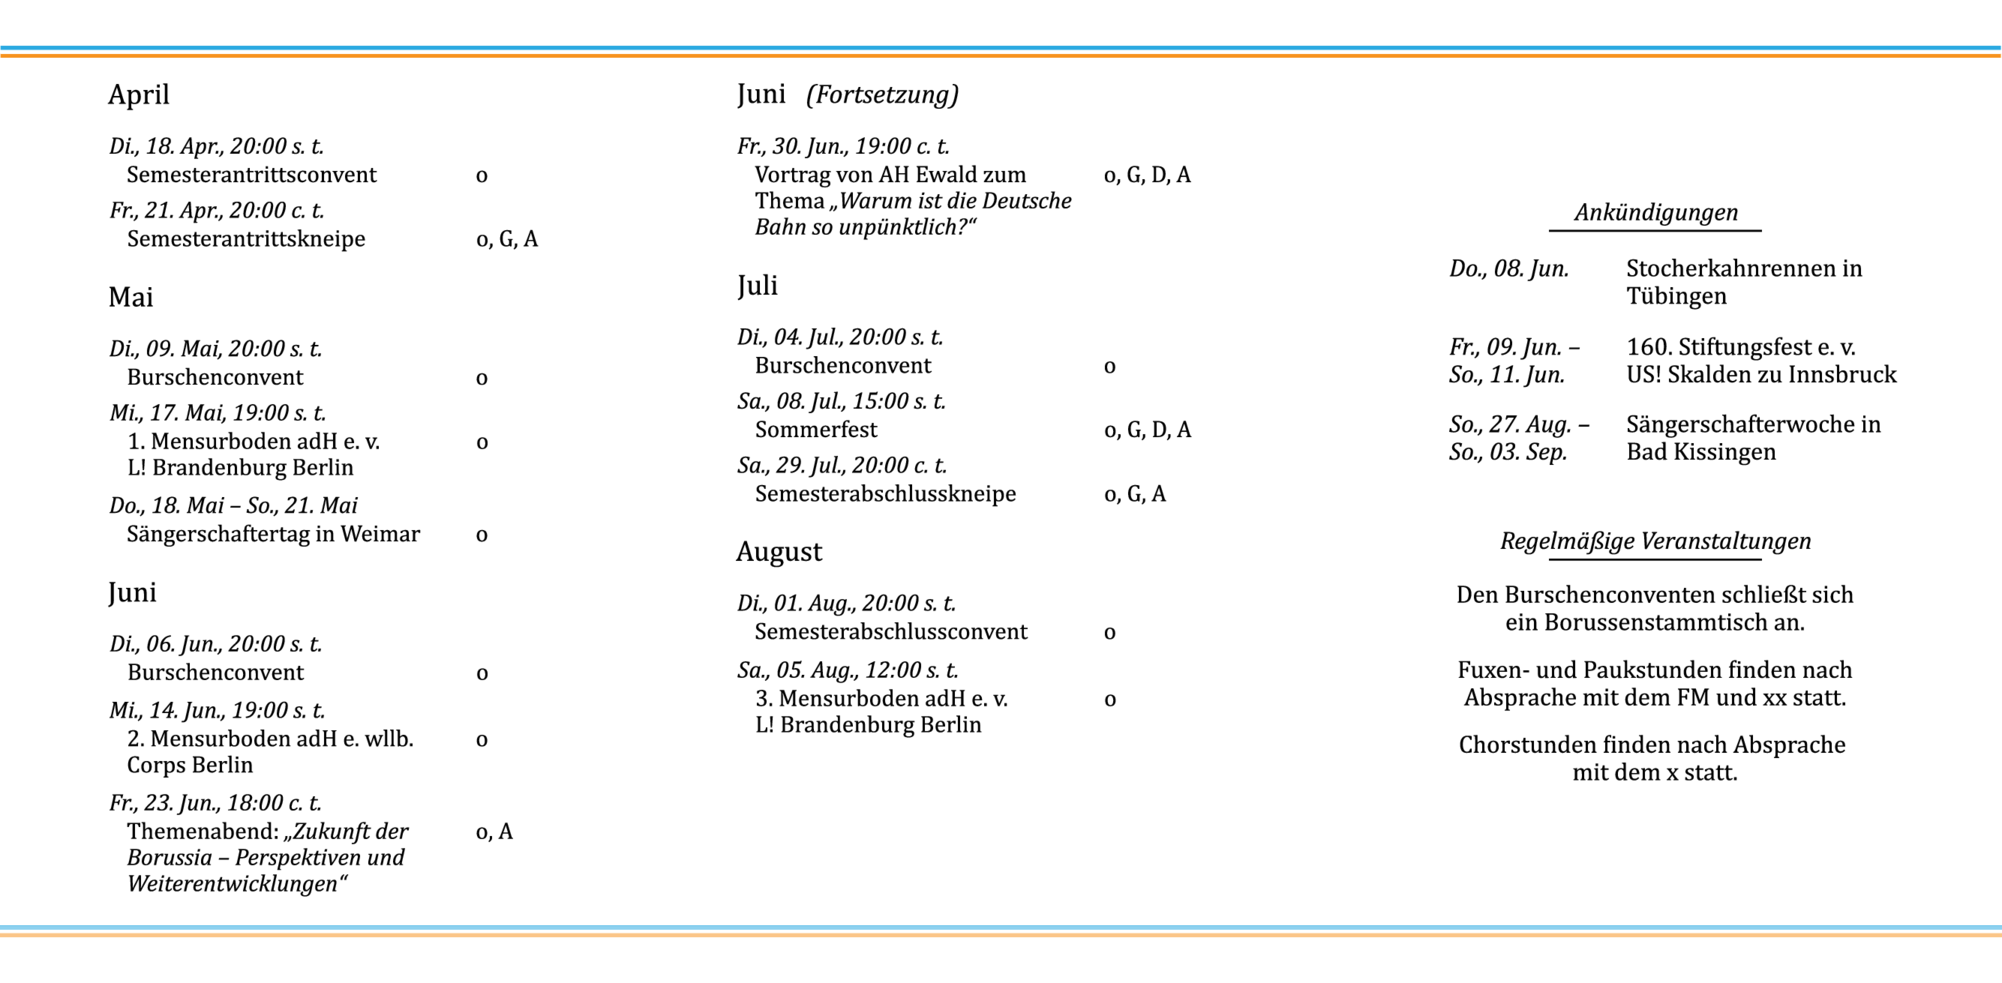 April
Di., 18. Apr., 20:00 s. t.
Semesterantrittsconvent o
Fr., 21. Apr., 20:00 c. t.
Semesterantrittskneipe o, G, A
Mai
Di., 09. Mai, 20:00 s. t.
Burschenconvent o
Mi., 17. Mai, 19:00 s. t.
1. Mensurboden adH e. v. o
L! Brandenburg Berlin
Do., 18. Mai – So., 21. Mai
Sängerschaftertag in Weimar o
Juni
Di., 06. Jun., 20:00 s. t.
Burschenconvent o
Mi., 14. Jun., 19:00 s. t.
2. Mensurboden adH e. wllb. o
Corps Berlin
Fr., 23. Jun., 18:00 c. t.
Themenabend: „Zukunft der o, A
Borussia – Perspektiven und
Weiterentwicklungen“
Juni (Fortsetzung)
Fr., 30. Jun., 19:00 c. t.
Vortrag von AH Ewald zum o, G, D, A
Thema „Warum ist die Deutsche
Bahn so unpünktlich?“
Juli
Di., 04. Jul., 20:00 s. t.
Burschenconvent o
Sa., 08. Jul., 15:00 s. t.
Sommerfest o, G, D, A
Sa., 29. Jul., 20:00 c. t.
Semesterabschlusskneipe o, G, A
August
Di., 01. Aug., 20:00 s. t.
Semesterabschlussconvent o
Sa., 05. Aug., 12:00 s. t.
3. Mensurboden adH e. v. o
L! Brandenburg Berlin
Ankündigungen
Do., 08. Jun. Stocherkahnrennen in
Tübingen
Fr., 09. Jun. – 160. Stiftungsfest e. v.
So., 11. Jun. US! Skalden zu Innsbruck
So., 27. Aug. – Sängerschafterwoche in
So., 03. Sep. Bad Kissingen
Regelmäßige Veranstaltungen
Den Burschenconventen schließt sich
ein Borussenstammtisch an.
Fuxen- und Paukstunden finden nach
Absprache mit dem FM und xx statt.
Chorstunden finden nach Absprache
mit dem x statt.